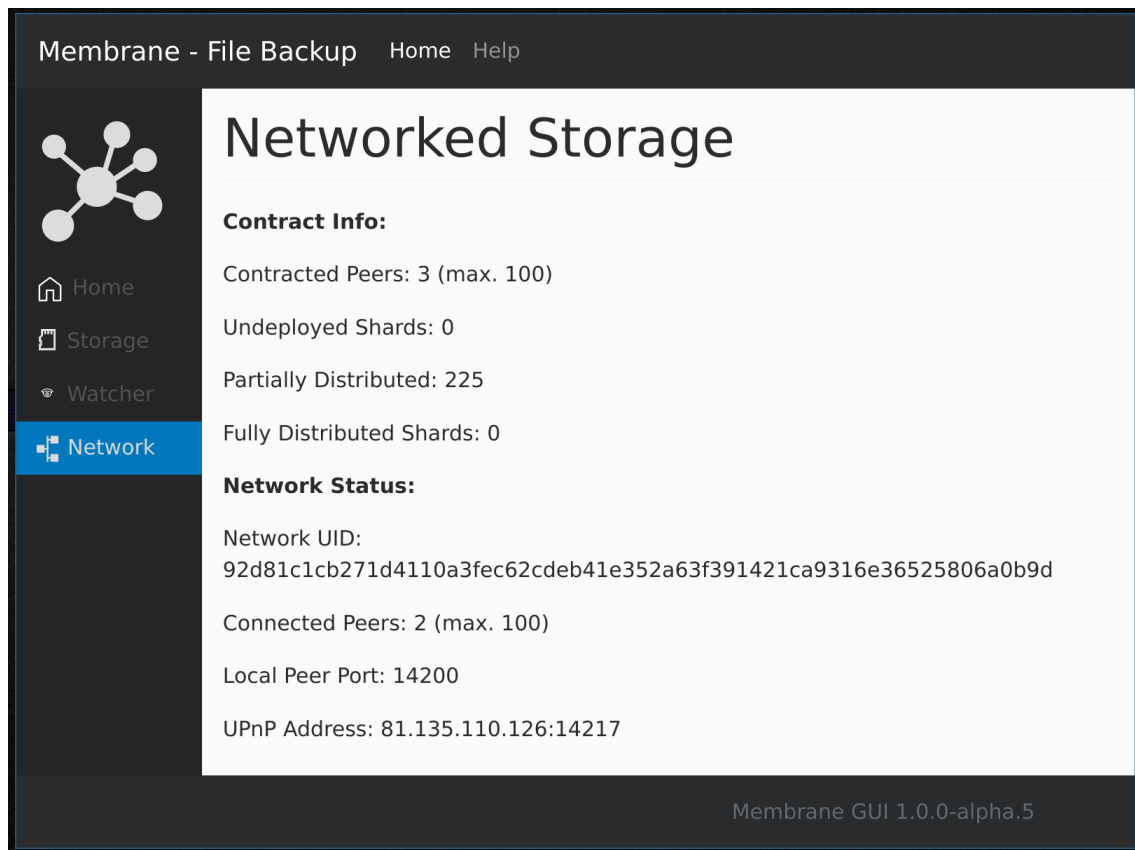 Membrane - File Backup Home Help
Networked Storage
Home
Storage
Watcher
Network
Contract Info:
Contracted Peers: 3 (max. 100)
Undeployed Shards: 0
Partially Distributed: 225
Fully Distributed Shards: 0
Network Status:
Network UID:
92d81c1cb271d4110a3fec62cdeb41e352a63f391421ca9316e36525806a0b9d
Connected Peers: 2 (max. 100)
Local Peer Port: 14200
UPnP Address: 81.135.110.126:14217
Membrane GUI 1.0.0-alpha.5